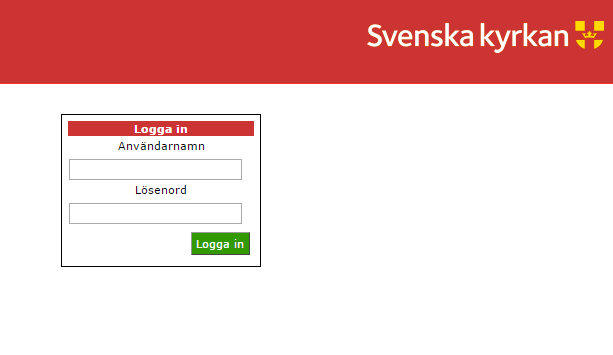 Svenska kyrkan
Logga in
Användarnamn
Lösenord
Logga in